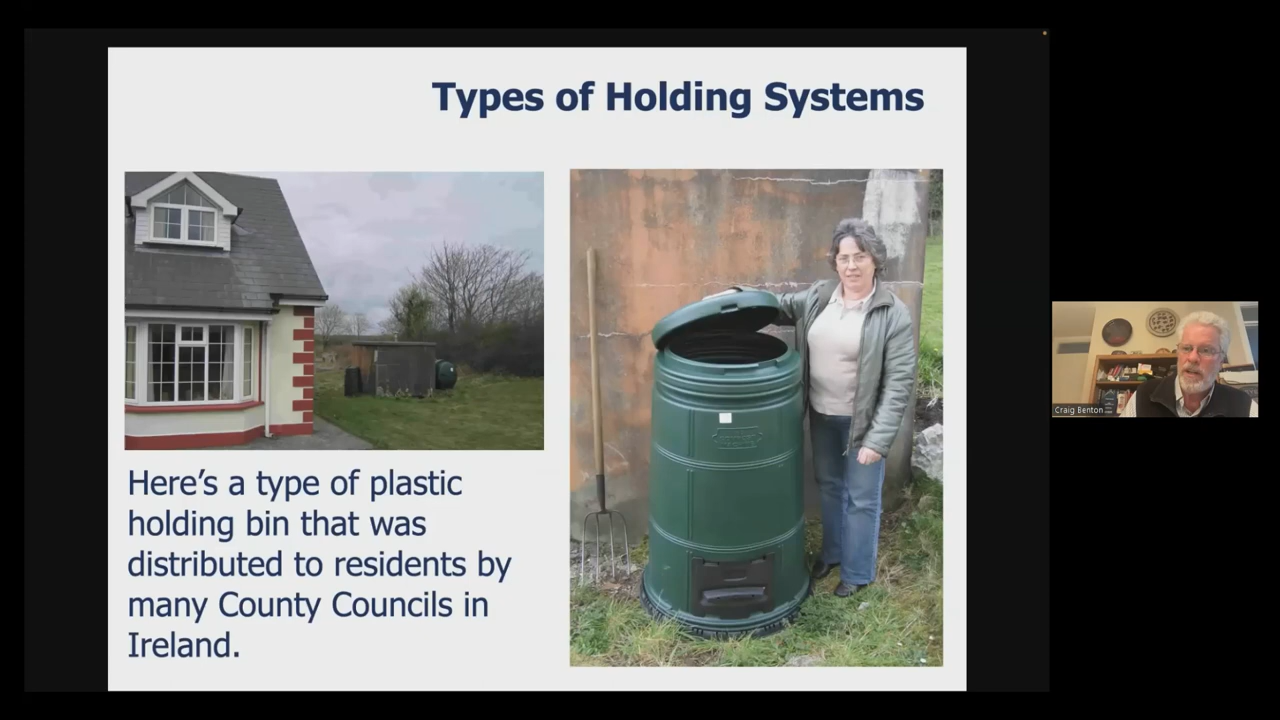 Types of Holding Systems
Here’s a type of plastic
holding bin that was
distributed to residents by
many County Councils in
Ireland.
Craig Benton